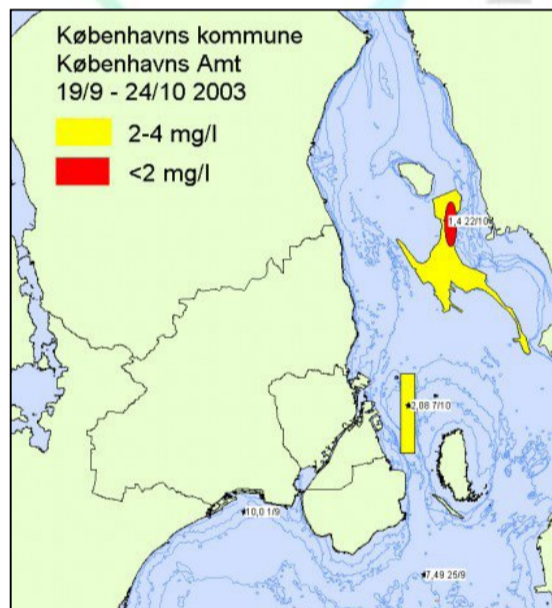 Københavns kommune
Københavns Amt
19/9 - 24/10 2003
2-4 mg/l
<2 mg/l
1,4 22/10
2,08 7/10
10,0 1/9
7,49 25/9